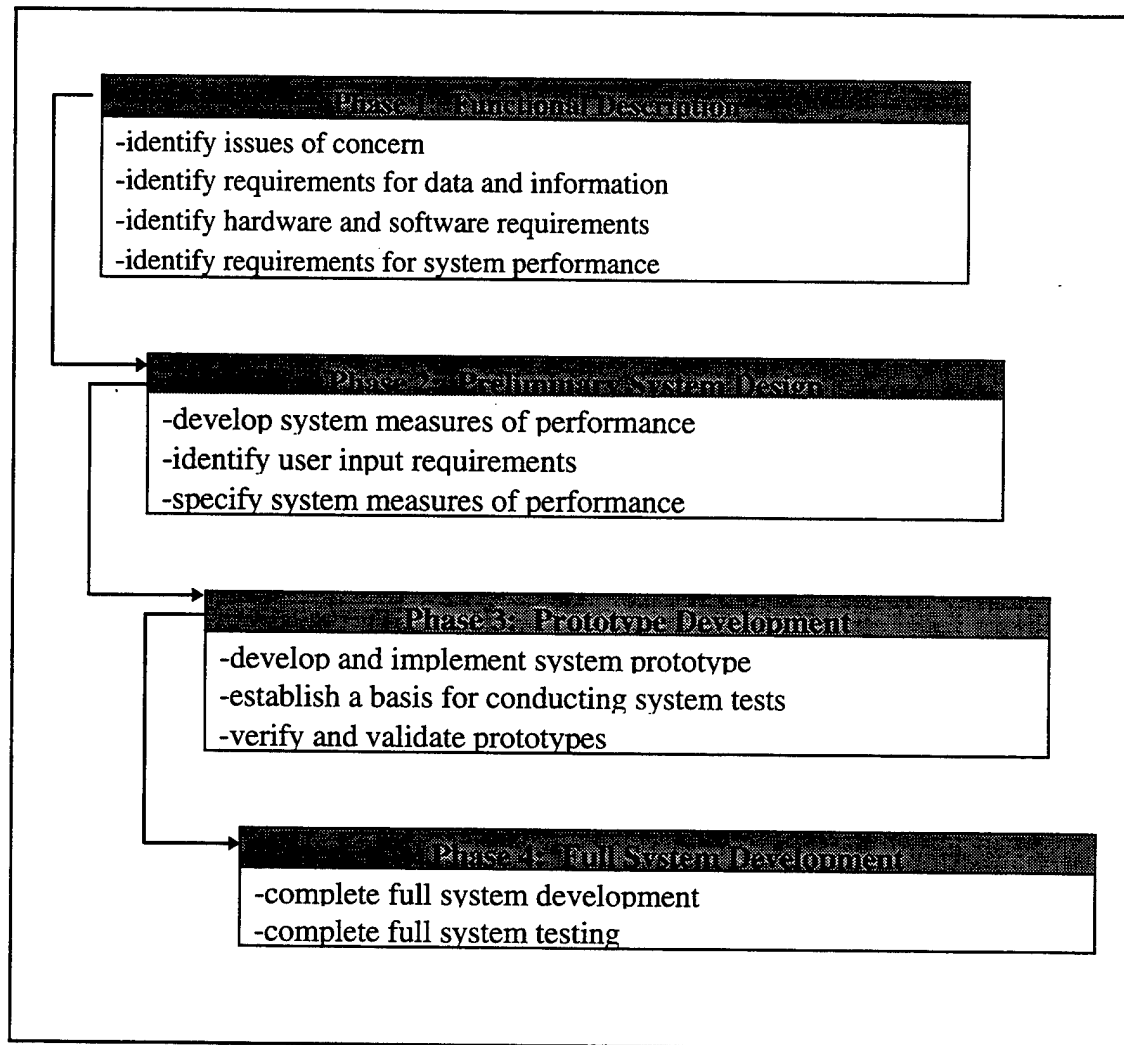 Phase 1: Functional Description
-identify issues of concern
-identify requirements for data and information
-identify hardware and software requirements
-identify requirements for system performance
Phase 2: Preliminary System Design
-develop system measures of performance
-identify user input requirements
-specify system measures of performance
Phase 3: Prototype Development
-develop and implement system prototype
-establish a basis for conducting system tests
-verify and validate prototypes
Phase 4: Full System Development
-complete full system development
-complete full system testing